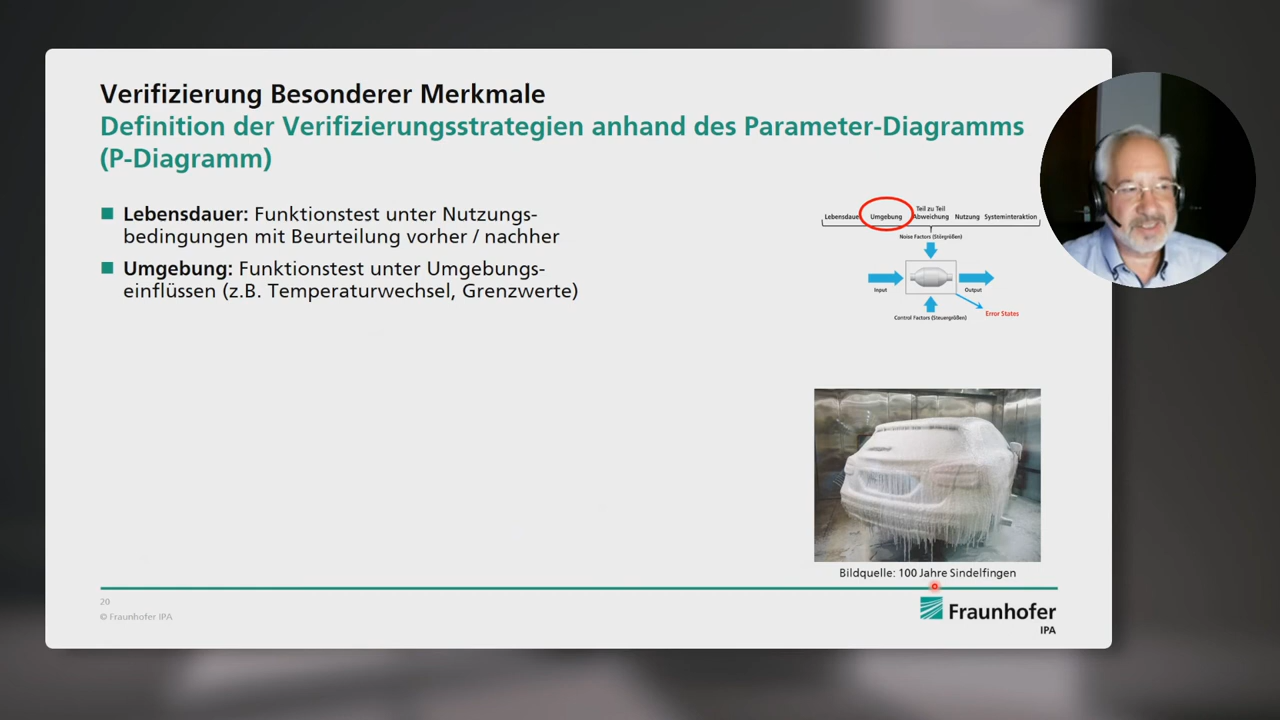 Verifizierung Besonderer Merkmale
Definition der Verifizierungsstrategien anhand des Parameter-Diagramms
(P-Diagramm)
Lebensdauer: Funktionstest unter Nutzungs-
bedingungen mit Beurteilung vorher / nachher
Umgebung: Funktionstest unter Umgebungs-
einflüssen (z.B. Temperaturwechsel, Grenzwerte)
Lebensdauer Umgebung Teil zu Teil Abweichung Nutzung Systeminteraktion
Noise Factors (Störgrößen)
Input
Output
Error States
Control Factors (Steuergrößen)
Bildquelle: 100 Jahre Sindelfingen
20
© Fraunhofer IPA
Fraunhofer
IPA